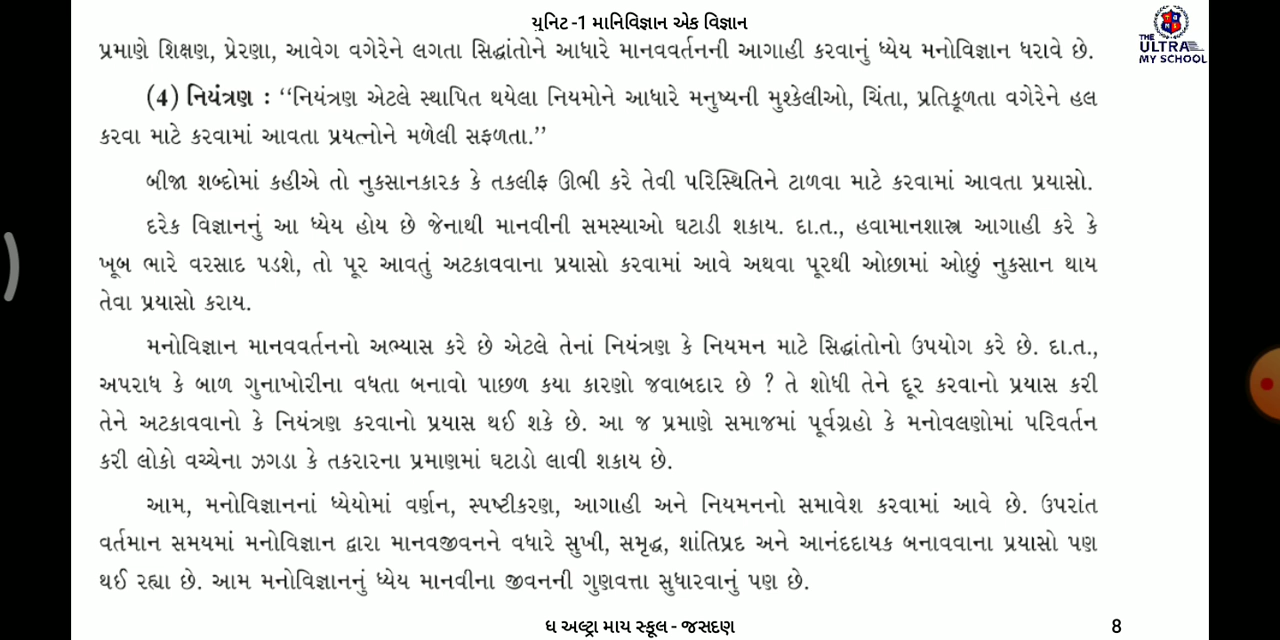 યુનિટ -1 માનિવિજ્ઞાન એક વિજ્ઞાન
THE
ULTRA
MY SCHOOL
પ્રમાણે શિક્ષણ, પ્રેરણા, આવેગ વગેરેને લગતા સિદ્ધાંતોને આધારે માનવવર્તનની આગાહી કરવાનું ધ્યેય મનોવિજ્ઞાન ધરાવે છે.
(4) નિયંત્રણ : “નિયંત્રણ એટલે સ્થાપિત થયેલા નિયમોને આધારે મનુષ્યની મુશ્કેલીઓ, ચિંતા, પ્રતિકૂળતા વગેરેને હલ
કરવા માટે કરવામાં આવતા પ્રયત્નોને મળેલી સફળતા.”
બીજા શબ્દોમાં કહીએ તો નુકસાનકારક કે તકલીફ ઊભી કરે તેવી પરિસ્થિતિને ટાળવા માટે કરવામાં આવતા પ્રયાસો.
દરેક વિજ્ઞાનનું આ ધ્યેય હોય છે જેનાથી માનવીની સમસ્યાઓ ઘટાડી શકાય. દા.ત., હવામાનશાસ્ત્ર આગાહી કરે કે
ખૂબ ભારે વરસાદ પડશે, તો પૂર આવતું અટકાવવાના પ્રયાસો કરવામાં આવે અથવા પૂરથી ઓછામાં ઓછું નુકસાન થાય
તેવા પ્રયાસો કરાય.
મનોવિજ્ઞાન માનવવર્તનનો અભ્યાસ કરે છે એટલે તેનાં નિયંત્રણ કે નિયમન માટે સિદ્ધાંતોનો ઉપયોગ કરે છે. દા.ત.,
અપરાધ કે બાળ ગુનાખોરીના વધતા બનાવો પાછળ કયા કારણો જવાબદાર છે ? તે શોધી તેને દૂર કરવાનો પ્રયાસ કરી
તેને અટકાવવાનો કે નિયંત્રણ કરવાનો પ્રયાસ થઈ શકે છે. આ જ પ્રમાણે સમાજમાં પૂર્વગ્રહો કે મનોવલણોમાં પરિવર્તન
કરી લોકો વચ્ચેના ઝગડા કે તકરારના પ્રમાણમાં ઘટાડો લાવી શકાય છે.
આમ, મનોવિજ્ઞાનનાં ધ્યેયોમાં વર્ણન, સ્પષ્ટીકરણ, આગાહી અને નિયમનનો સમાવેશ કરવામાં આવે છે. ઉપરાંત
વર્તમાન સમયમાં મનોવિજ્ઞાન દ્વારા માનવજીવનને વધારે સુખી, સમૃદ્ધ, શાંતિપ્રદ અને આનંદદાયક બનાવવાના પ્રયાસો પણ
થઈ રહ્યા છે. આમ મનોવિજ્ઞાનનું ધ્યેય માનવીના જીવનની ગુણવત્તા સુધારવાનું પણ છે.
ધ અલ્ટ્રા માય સ્કૂલ - જસદણ
8